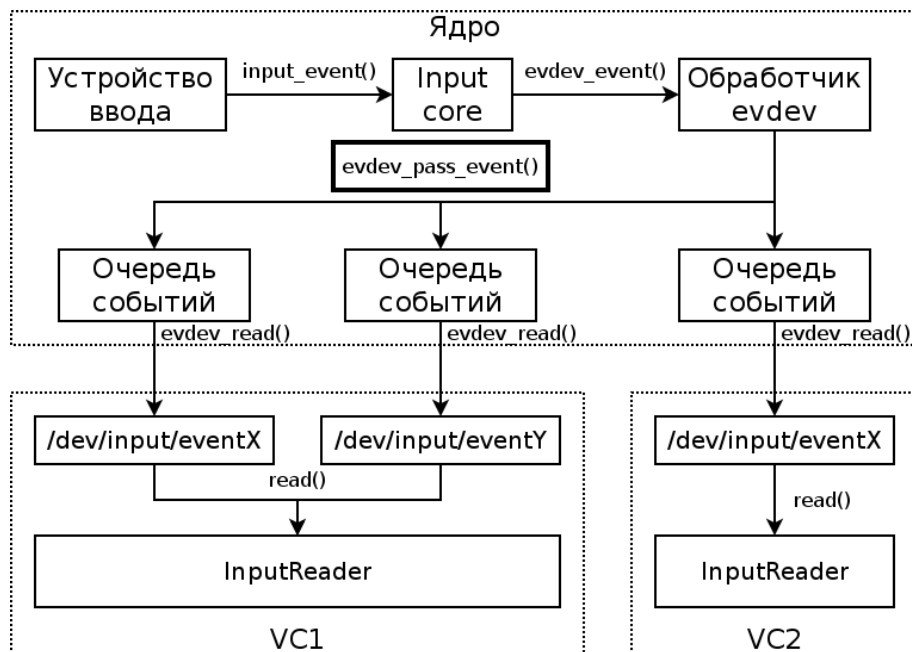 Ядро
Устройство
ввода
input_event()
Input
core
evdev_event()
Обработчик
evdev
evdev_pass_event()
Очередь
событий
Очередь
событий
Очередь
событий
evdev_read()
evdev_read()
evdev_read()
/dev/input/eventX
/dev/input/eventY
/dev/input/eventX
read()
read()
InputReader
InputReader
VC1
VC2